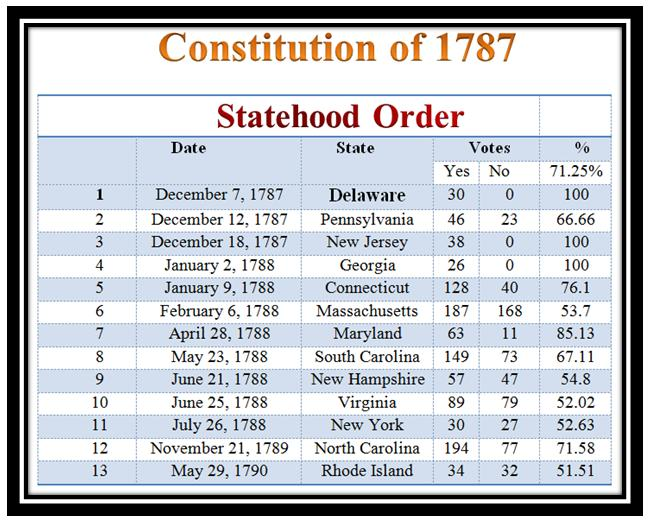 Constitution of 1787
Statehood Order
Date State Votes %
Yes No 71.25%
1 December 7, 1787 Delaware 30 0 100
2 December 12, 1787 Pennsylvania 46 23 66.66
3 December 18, 1787 New Jersey 38 0 100
4 January 2, 1788 Georgia 26 0 100
5 January 9, 1788 Connecticut 128 40 76.1
6 February 6, 1788 Massachusetts 187 168 53.7
7 April 28, 1788 Maryland 63 11 85.13
8 May 23, 1788 South Carolina 149 73 67.11
9 June 21, 1788 New Hampshire 57 47 54.8
10 June 25, 1788 Virginia 89 79 52.02
11 July 26, 1788 New York 30 27 52.63
12 November 21, 1789 North Carolina 194 77 71.58
13 May 29, 1790 Rhode Island 34 32 51.51